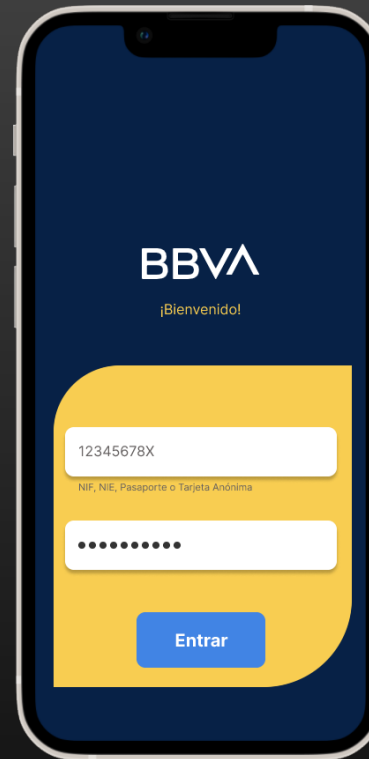 BBVA
¡Bienvenido!
12345678X
NIF, NIE, Pasaporte o Tarjeta Anónima
••••••••••
Entrar